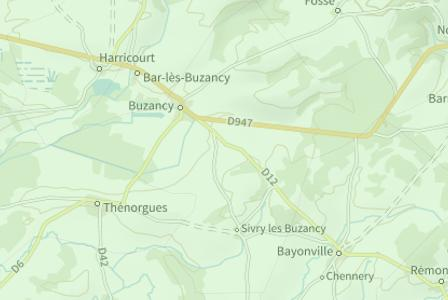 Fossé
Harricourt
Bar-lès-Buzancy
Buzancy
D947
D12
Thénorgues
D42
D6
Sivry les Buzancy
Bayonville
Chennery